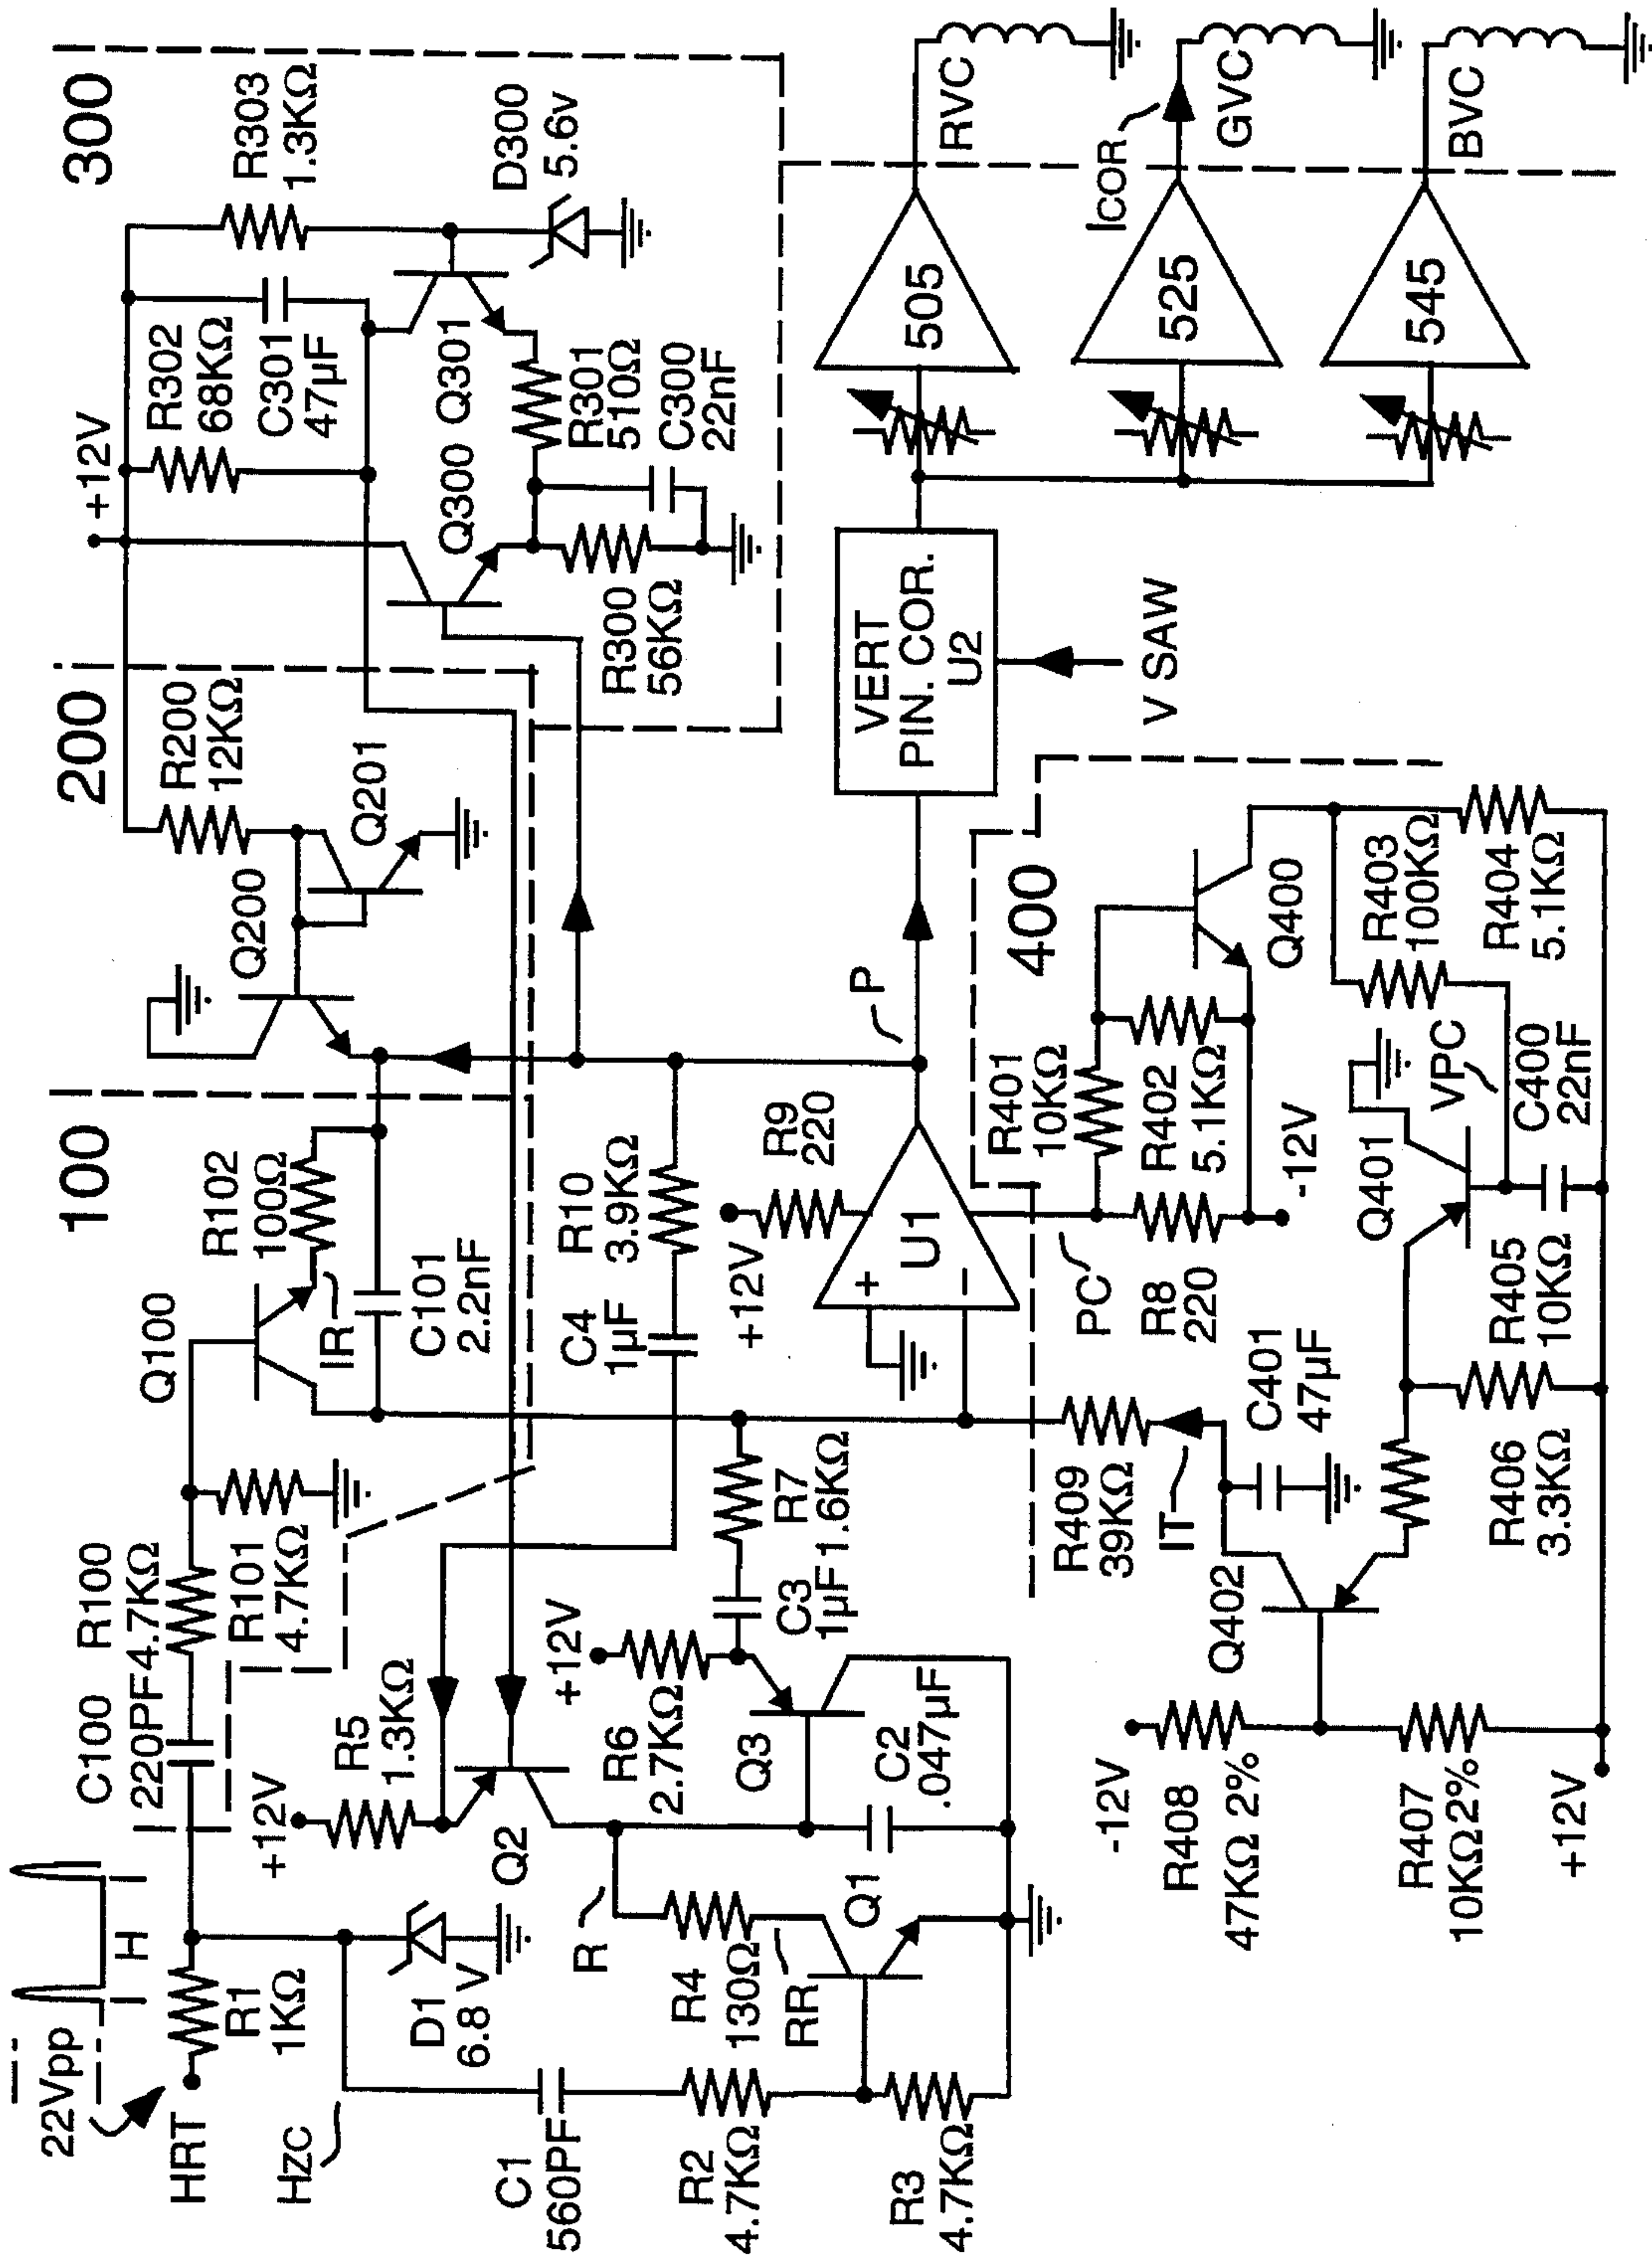 22Vpp
H
HRT
R1
1KΩ
HZC
D1
6.8 V
C1
560PF
R2
4.7KΩ
R3
4.7KΩ
C100
220PF
R100
4.7KΩ
R101
4.7KΩ
100
Q100
R102
100Ω
IR
C101
2.2nF
200
Q200
R200
12KΩ
Q201
300
+12V
R302
68KΩ
C301
47µF
R303
1.3KΩ
D300
5.6v
Q300
Q301
R301
510Ω
C300
22nF
R300
56KΩ
+12V
R5
1.3KΩ
Q2
R
R4
130Ω
RR
Q1
+12V
R6
2.7KΩ
Q3
C2
.047µF
C3
1µF
R7
1.6KΩ
C4
1µF
R10
3.9KΩ
+12V
R9
220
U1
+
−
P
PC
R8
220
-12V
VERT
PIN. COR.
U2
V SAW
505
525
545
RVC
ICOR
GVC
BVC
400
R401
10KΩ
R402
5.1KΩ
Q400
R403
100KΩ
R404
5.1KΩ
VPC
C400
22nF
Q401
R405
10KΩ
R406
3.3KΩ
C401
47µF
R409
39KΩ
IT
Q402
-12V
R408
47KΩ 2%
R407
10KΩ2%
+12V